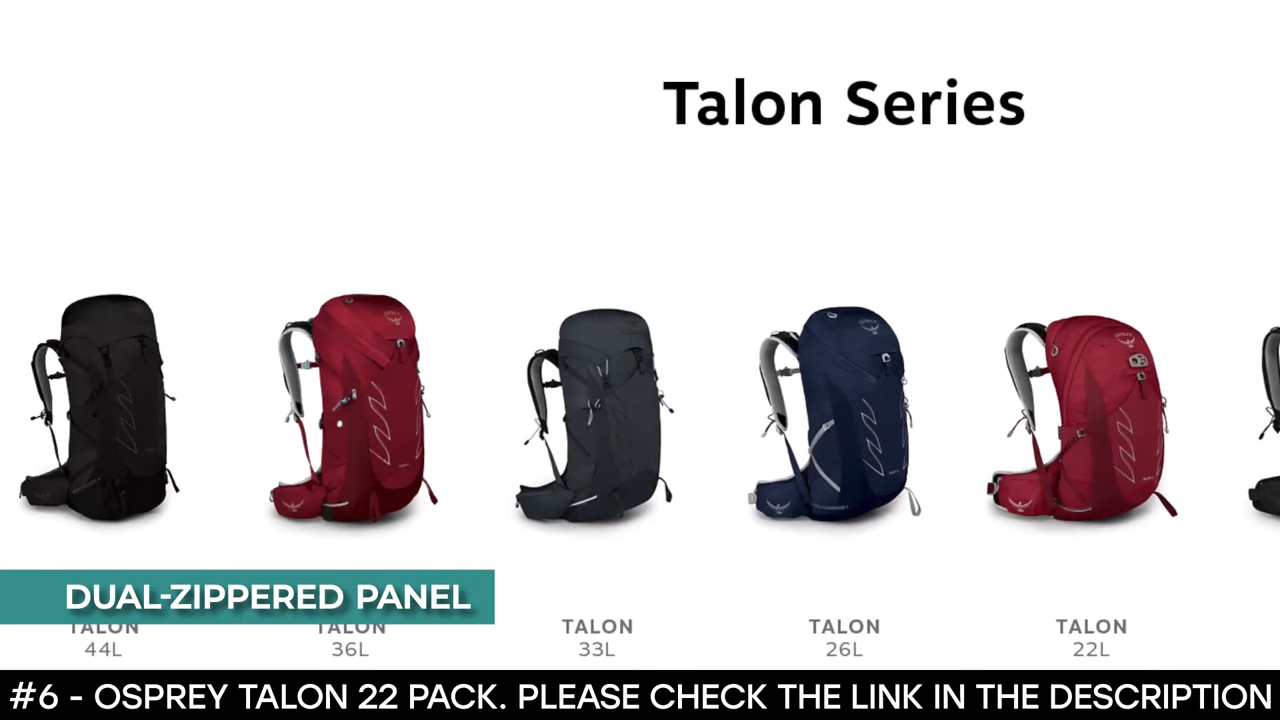 Talon Series
DUAL-ZIPPERED PANEL
TALON TALON TALON TALON TALON
44L 36L 33L 26L 22L
#6 - OSPREY TALON 22 PACK. PLEASE CHECK THE LINK IN THE DESCRIPTION